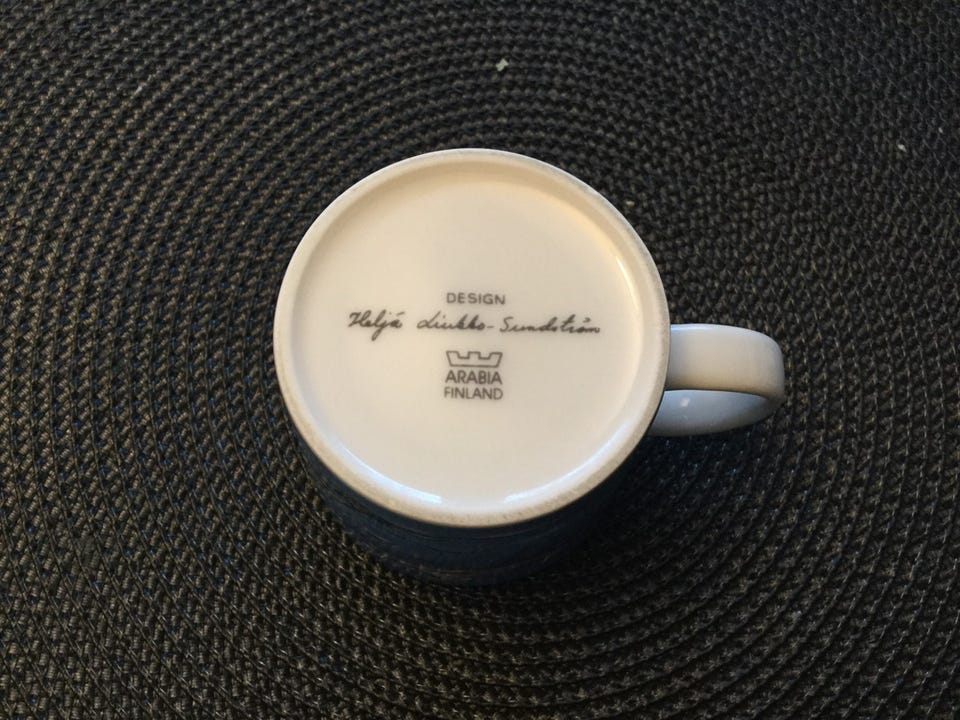 DESIGN
Heljä Liukko-Sundström
ARABIA
FINLAND